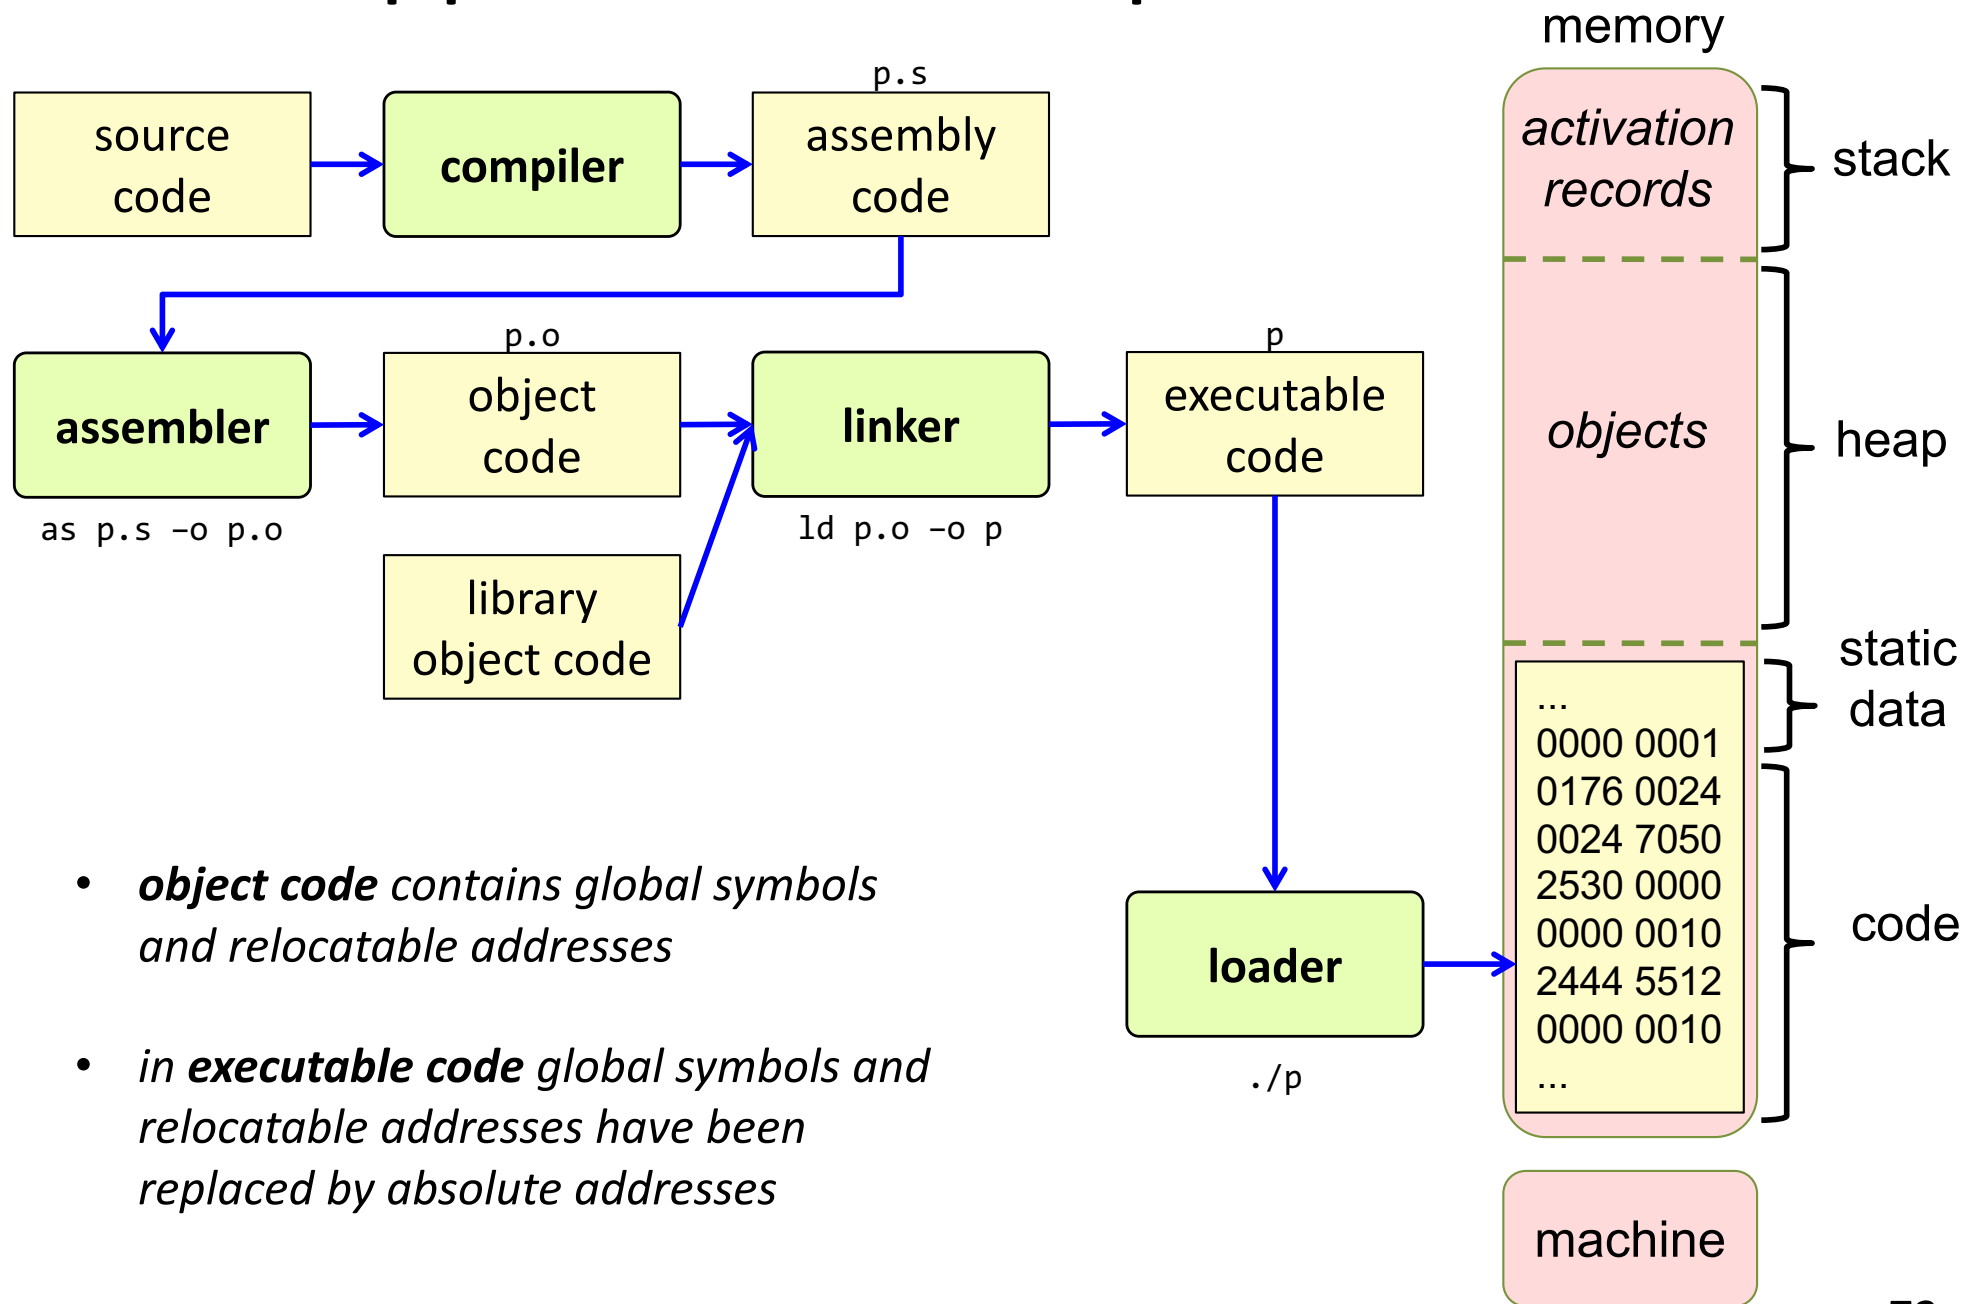 memory
p.s
source
code
compiler
assembly
code
activation
records
stack
p.o
p
assembler
object
code
linker
executable
code
objects
heap
as p.s –o p.o
ld p.o –o p
library
object code
static
data
...
0000 0001
0176 0024
0024 7050
2530 0000
0000 0010
2444 5512
0000 0010
...
code
• object code contains global symbols
and relocatable addresses
loader
./p
• in executable code global symbols and
relocatable addresses have been
replaced by absolute addresses
machine